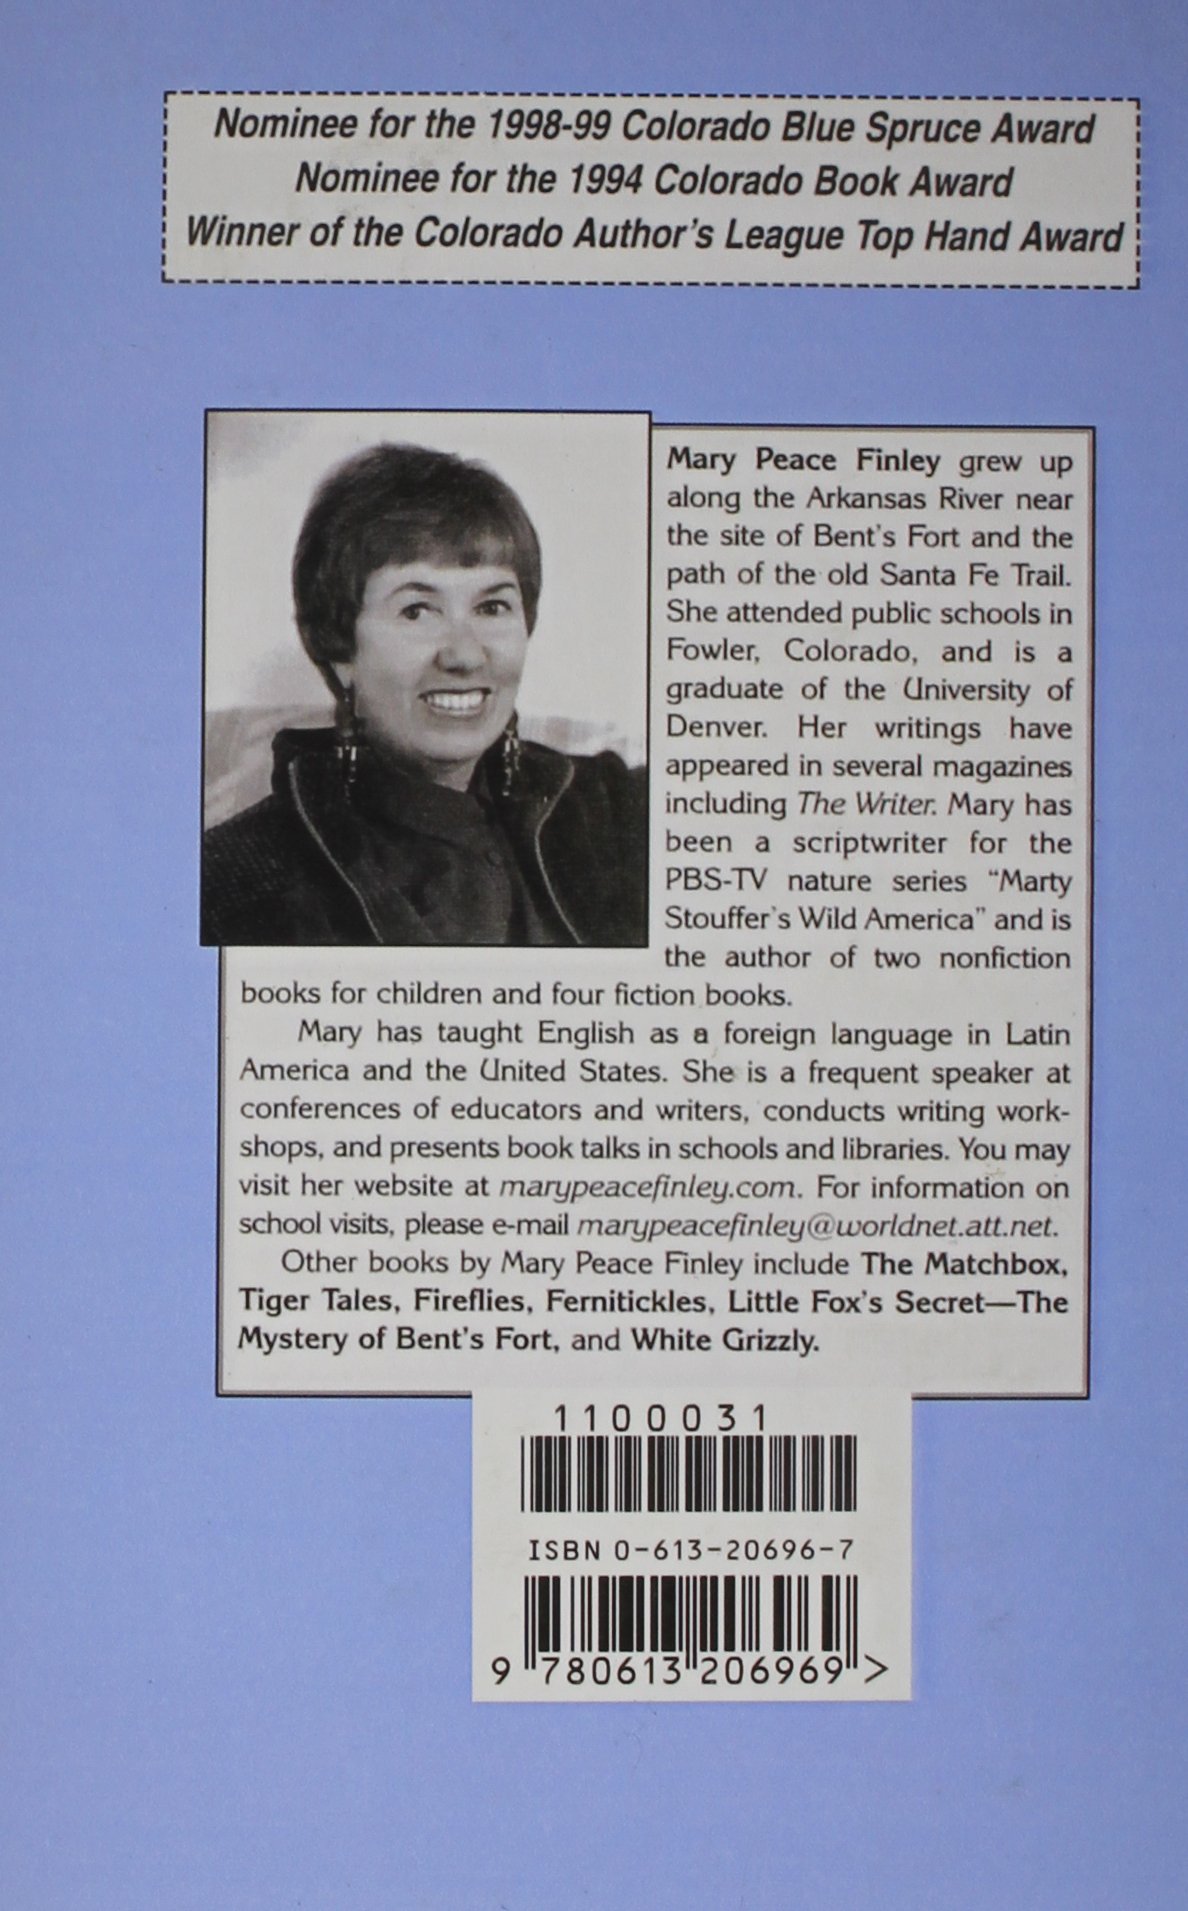 Nominee for the 1998-99 Colorado Blue Spruce Award
Nominee for the 1994 Colorado Book Award
Winner of the Colorado Author's League Top Hand Award
Mary Peace Finley grew up
along the Arkansas River near
the site of Bent's Fort and the
path of the old Santa Fe Trail.
She attended public schools in
Fowler, Colorado, and is a
graduate of the University of
Denver. Her writings have
appeared in several magazines
including The Writer. Mary has
been a scriptwriter for the
PBS-TV nature series “Marty
Stouffer's Wild America” and is
the author of two nonfiction
books for children and four fiction books.
Mary has taught English as a foreign language in Latin
America and the United States. She is a frequent speaker at
conferences of educators and writers, conducts writing work-
shops, and presents book talks in schools and libraries. You may
visit her website at marypeacefinley.com. For information on
school visits, please e-mail marypeacefinley@worldnet.att.net.
Other books by Mary Peace Finley include The Matchbox,
Tiger Tales, Fireflies, Fernitickles, Little Fox's Secret—The
Mystery of Bent's Fort, and White Grizzly.
1100031
ISBN 0-613-20696-7
9 780613 206969 >